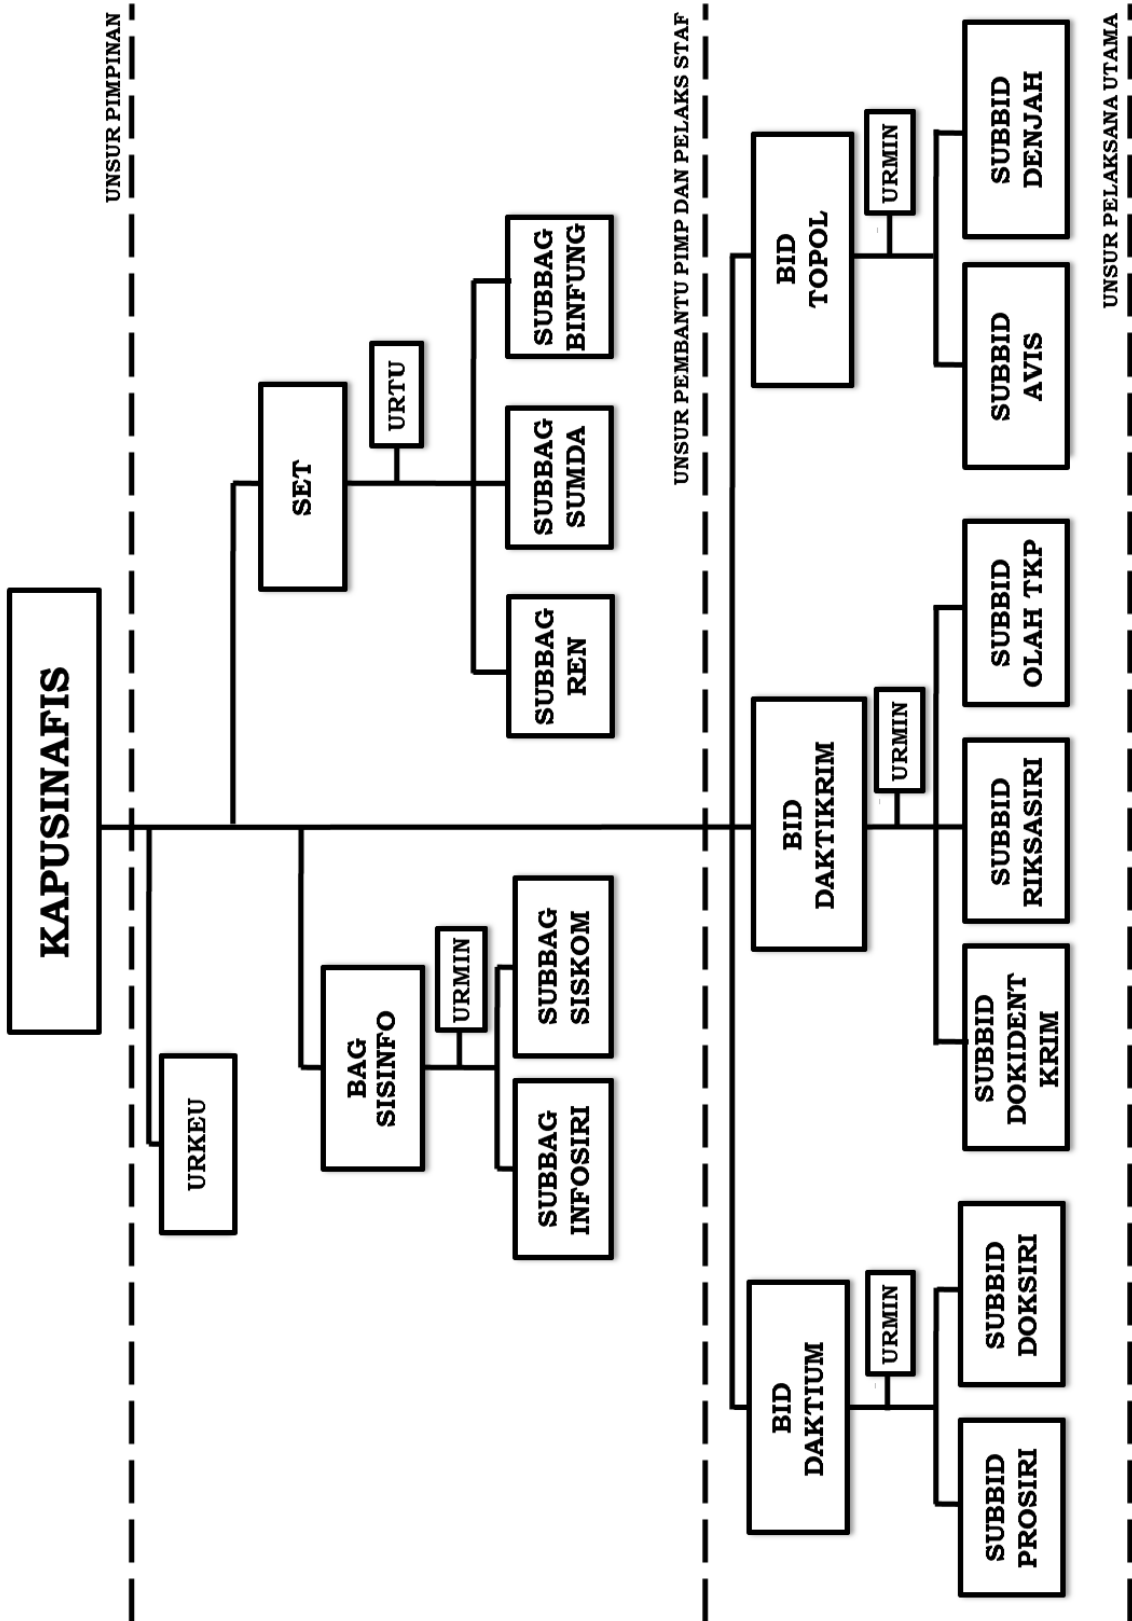 KAPUSINAFIS
UNSUR PIMPINAN
URKEU
SET
URTU
BAG
SISINFO
URMIN
SUBBAG
INFOSIRI
SUBBAG
SISKOM
SUBBAG
REN
SUBBAG
SUMDA
SUBBAG
BINFUNG
UNSUR PEMBANTU PIMP DAN PELAKS STAF
BID
DAKTIUM
BID
DAKTIKRIM
BID
TOPOL
URMIN
URMIN
URMIN
SUBBID
PROSIRI
SUBBID
DOKSIRI
SUBBID
DOKIDENT
KRIM
SUBBID
RIKSASIRI
SUBBID
OLAH TKP
SUBBID
AVIS
SUBBID
DENJAH
UNSUR PELAKSANA UTAMA